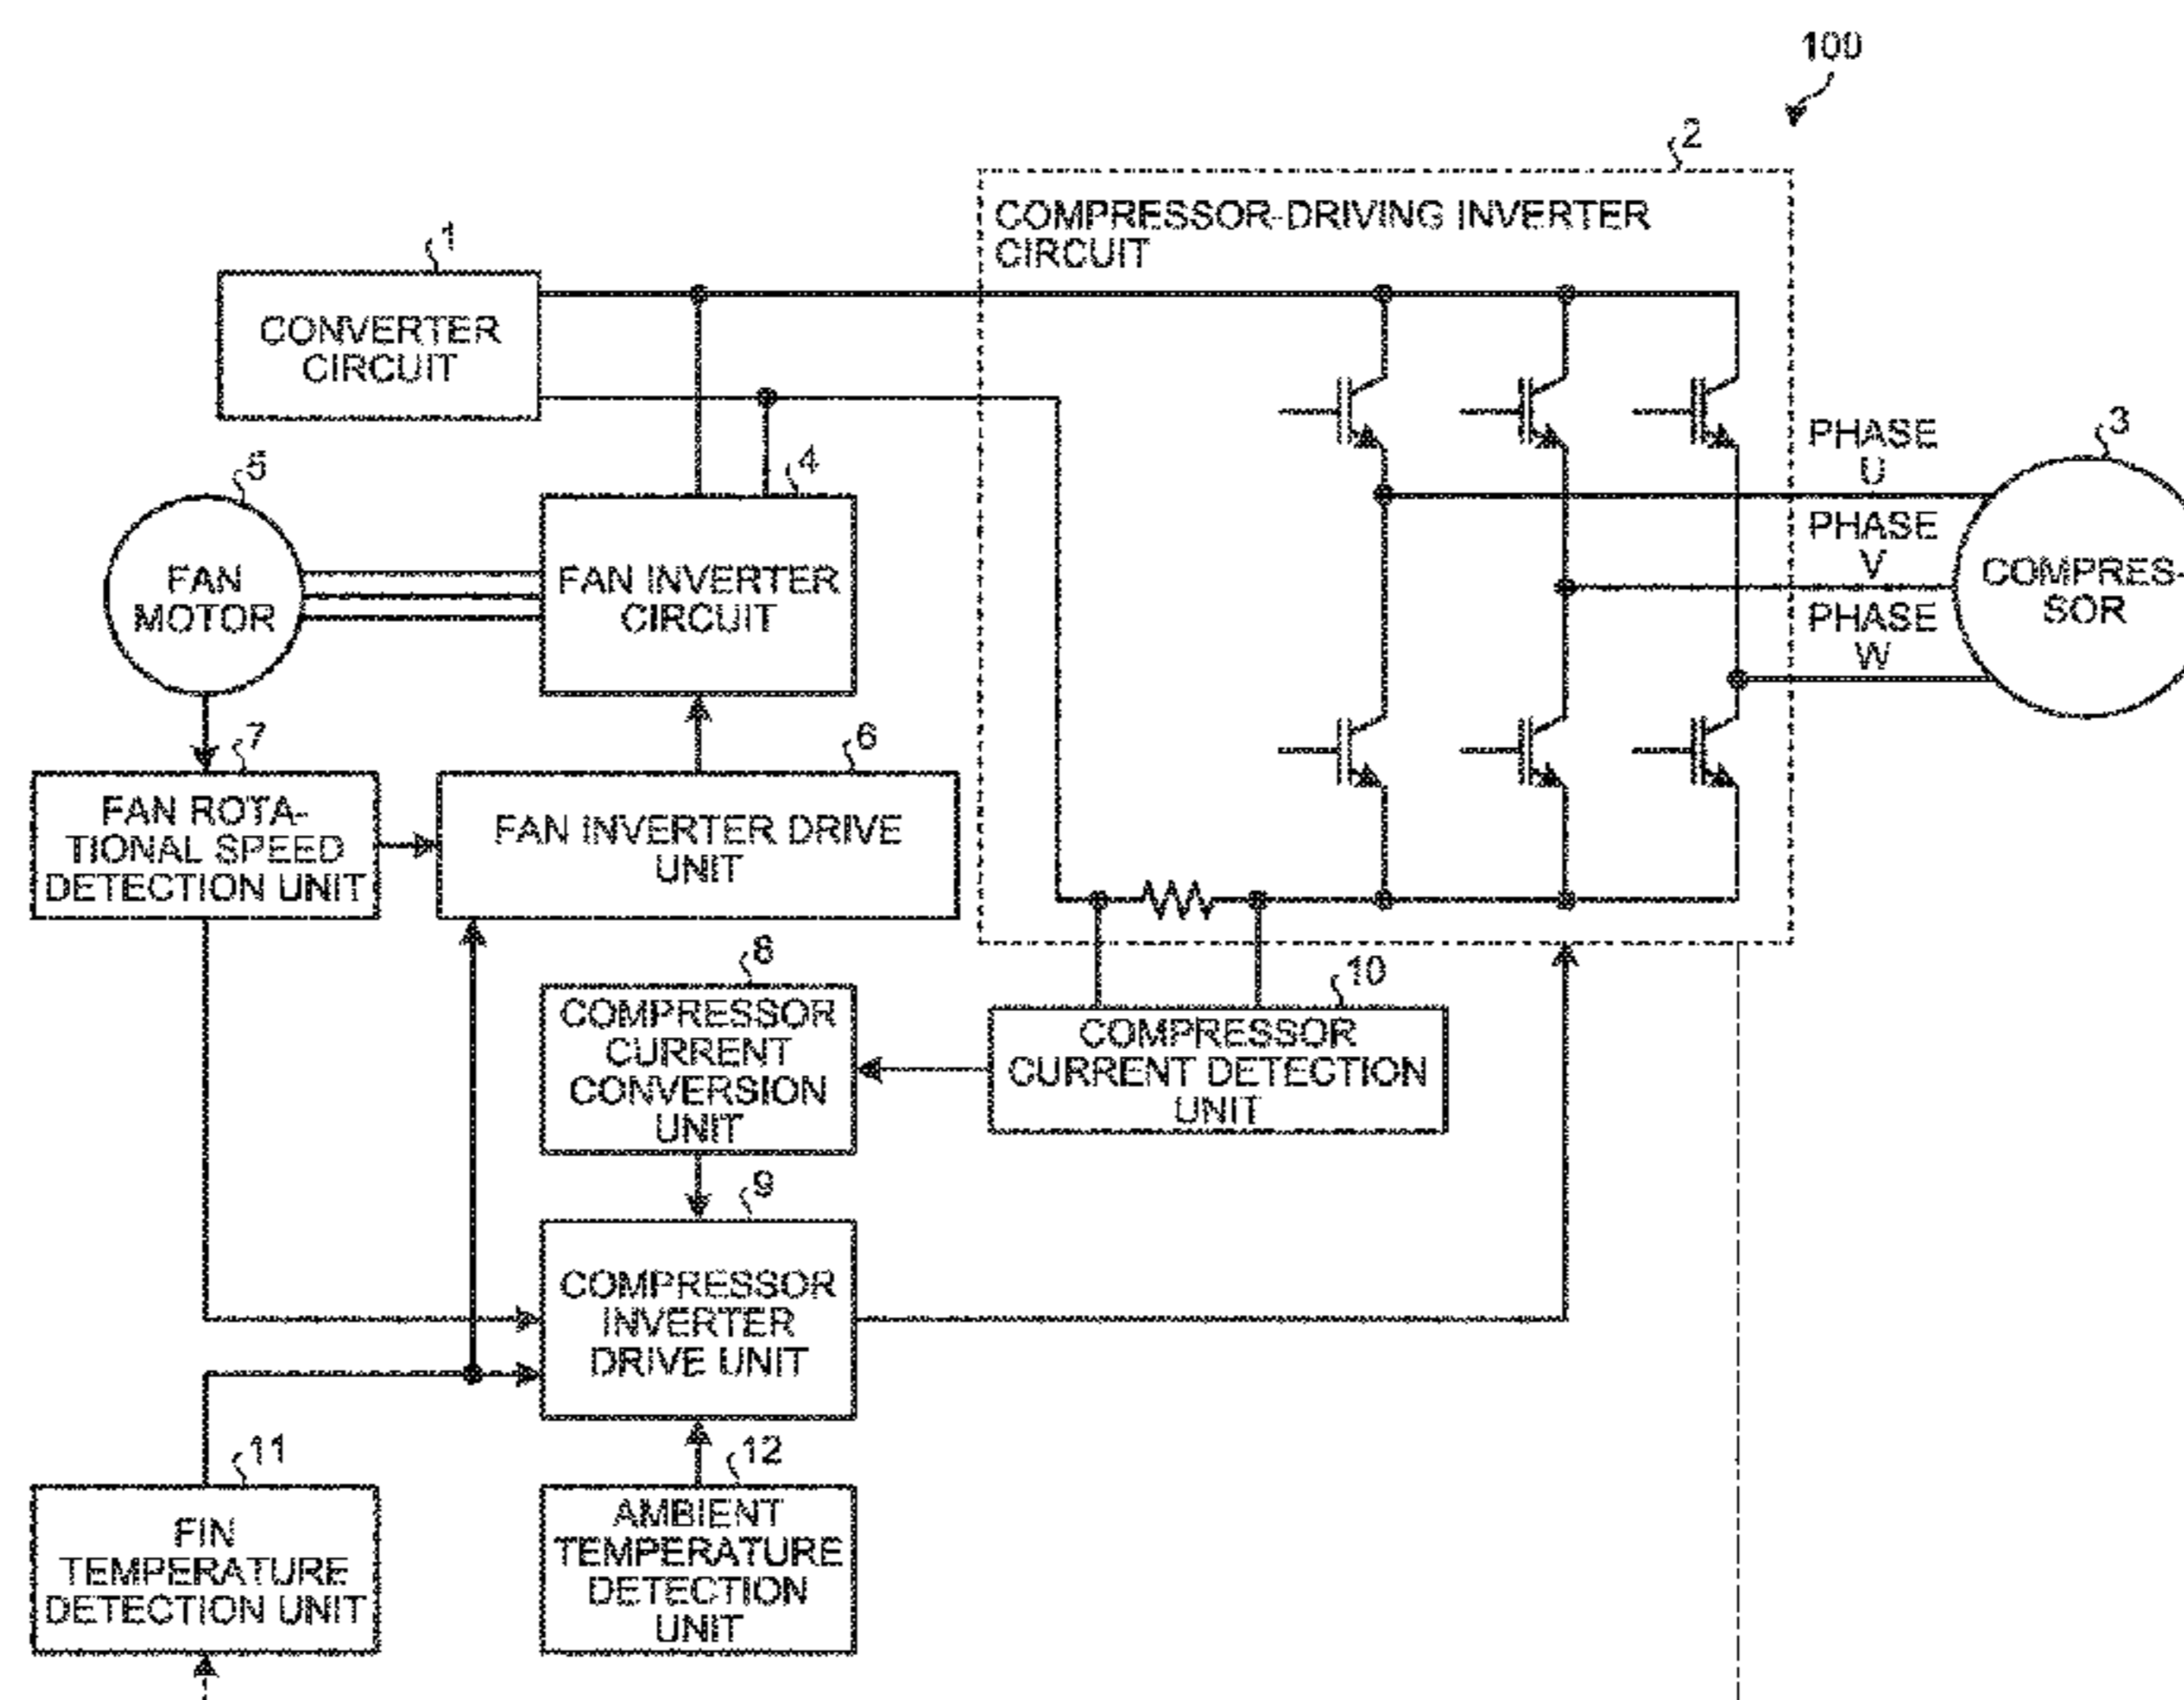 100
2
COMPRESSOR-DRIVING INVERTER
CIRCUIT
1
CONVERTER
CIRCUIT
PHASE
U
3
5
4
PHASE
V
FAN
MOTOR
FAN INVERTER
CIRCUIT
COMPRES-
SOR
PHASE
W
7
6
FAN ROTA-
TIONAL SPEED
DETECTION UNIT
FAN INVERTER DRIVE
UNIT
8
10
COMPRESSOR
CURRENT
CONVERSION
UNIT
COMPRESSOR
CURRENT DETECTION
UNIT
9
COMPRESSOR
INVERTER
DRIVE UNIT
11
12
FIN
TEMPERATURE
DETECTION UNIT
AMBIENT
TEMPERATURE
DETECTION
UNIT